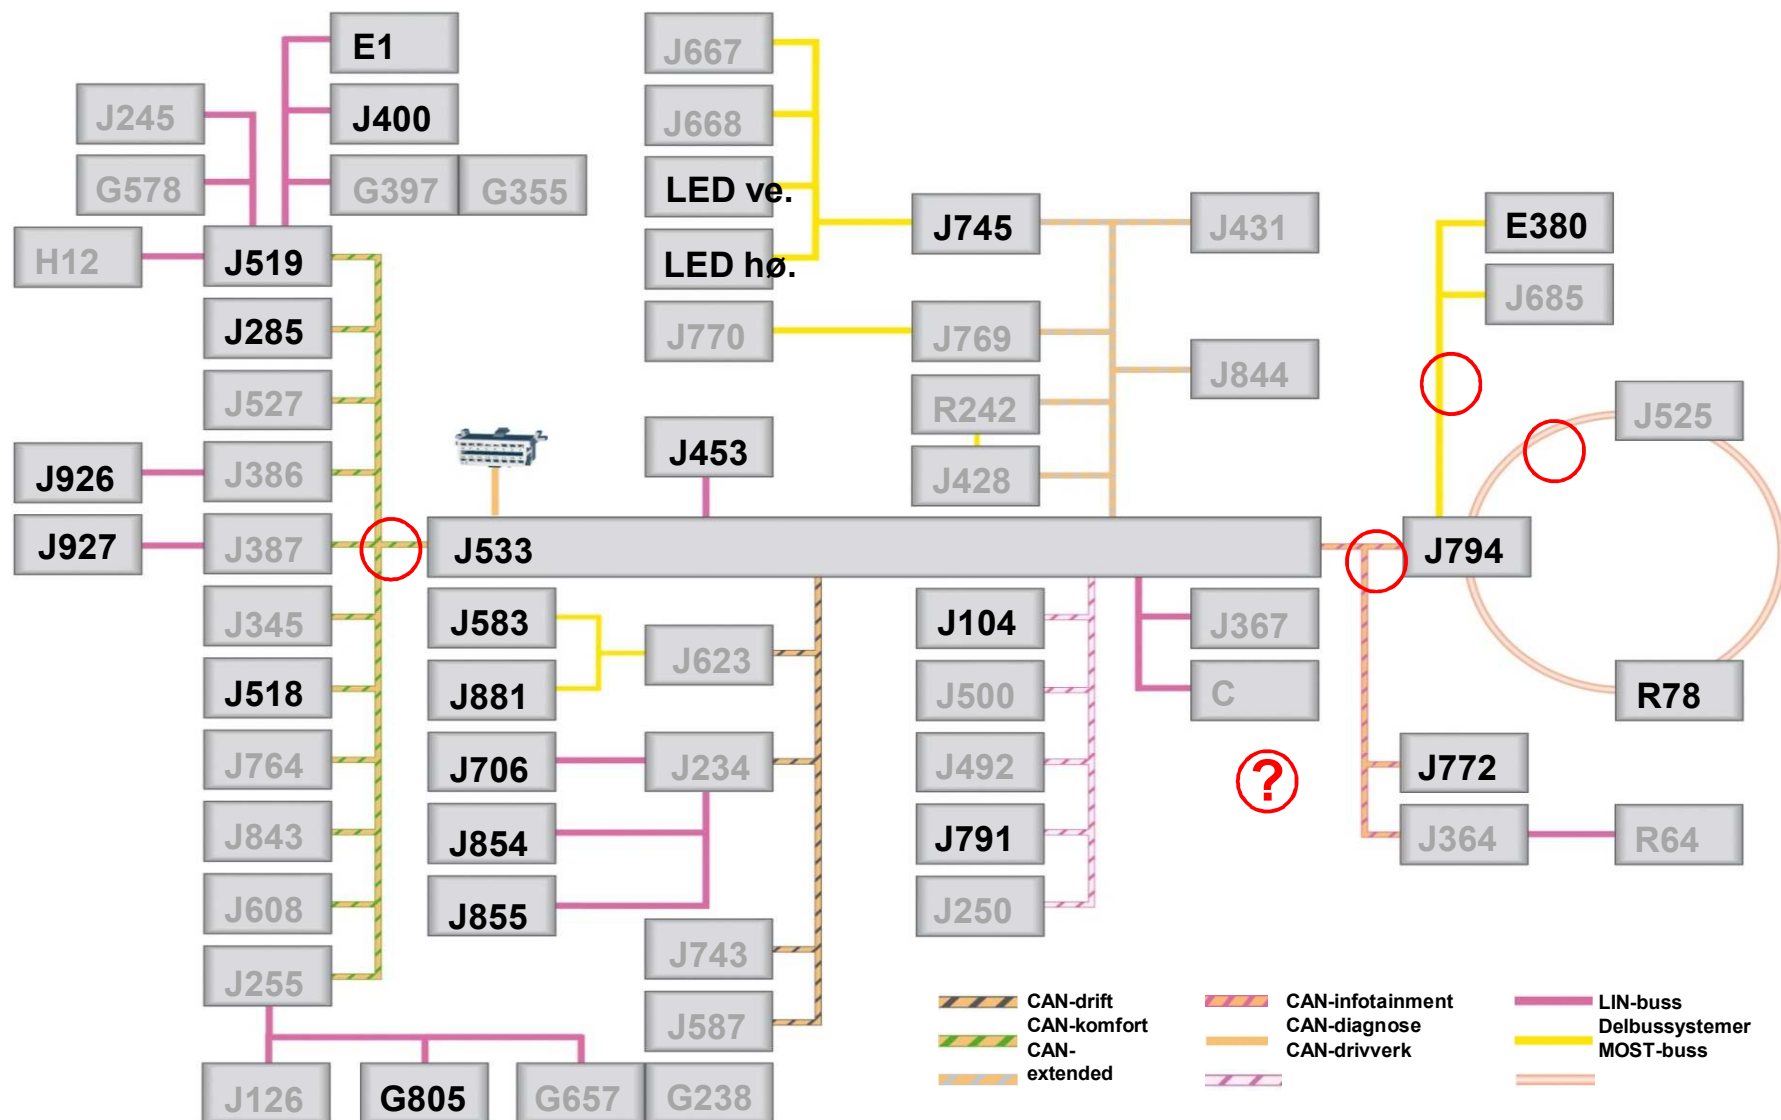 E1
J667
J245
J400
J668
G578
G397
G355
LED ve.
J745
J431
E380
H12
J519
LED hø.
J685
J285
J770
J769
J844
J527
R242
J525
J926
J386
J453
J428
J927
J387
J533
J794
J345
J583
J623
J104
J367
J518
J881
J500
C
R78
J764
J706
J234
J492
?
J772
J843
J854
J791
J364
R64
J608
J855
J250
J255
J743
J587
CAN-drift
CAN-komfort
CAN-
extended
CAN-infotainment
CAN-diagnose
CAN-drivverk
LIN-buss
Delbussystemer
MOST-buss
J126
G805
G657
G238